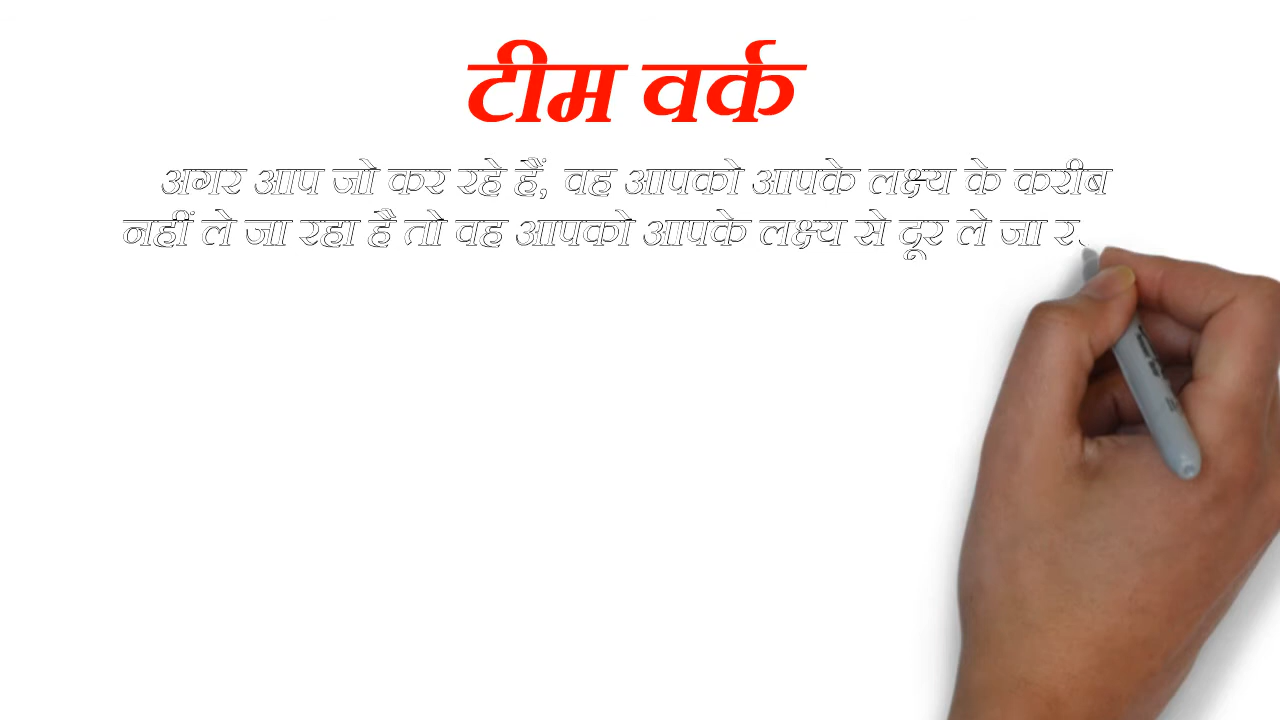 टीम वर्क
अगर आप जो कर रहे हैं, वह आपको आपके लक्ष्य के करीब
नहीं ले जा रहा है तो वह आपको आपके लक्ष्य से दूर ले जा